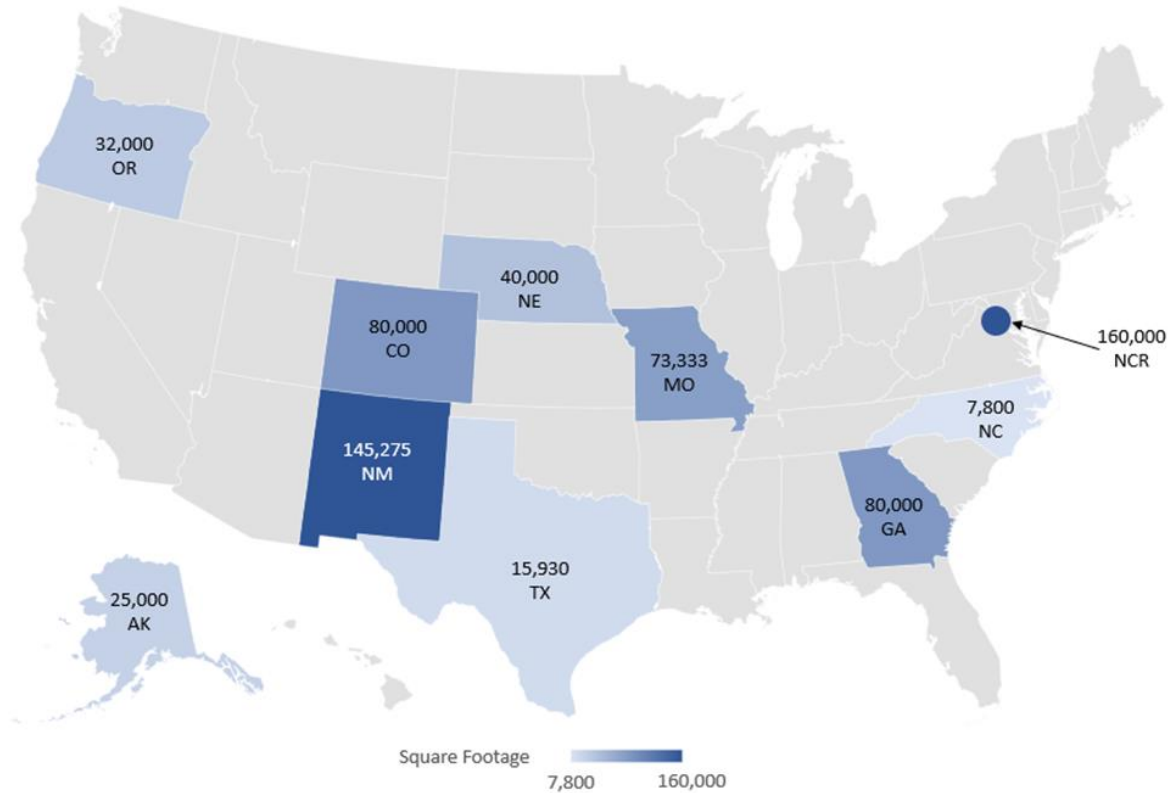 32,000
OR
40,000
NE
80,000
CO
73,333
MO
160,000
NCR
7,800
NC
145,275
NM
80,000
GA
15,930
TX
25,000
AK
Square Footage
7,800
160,000